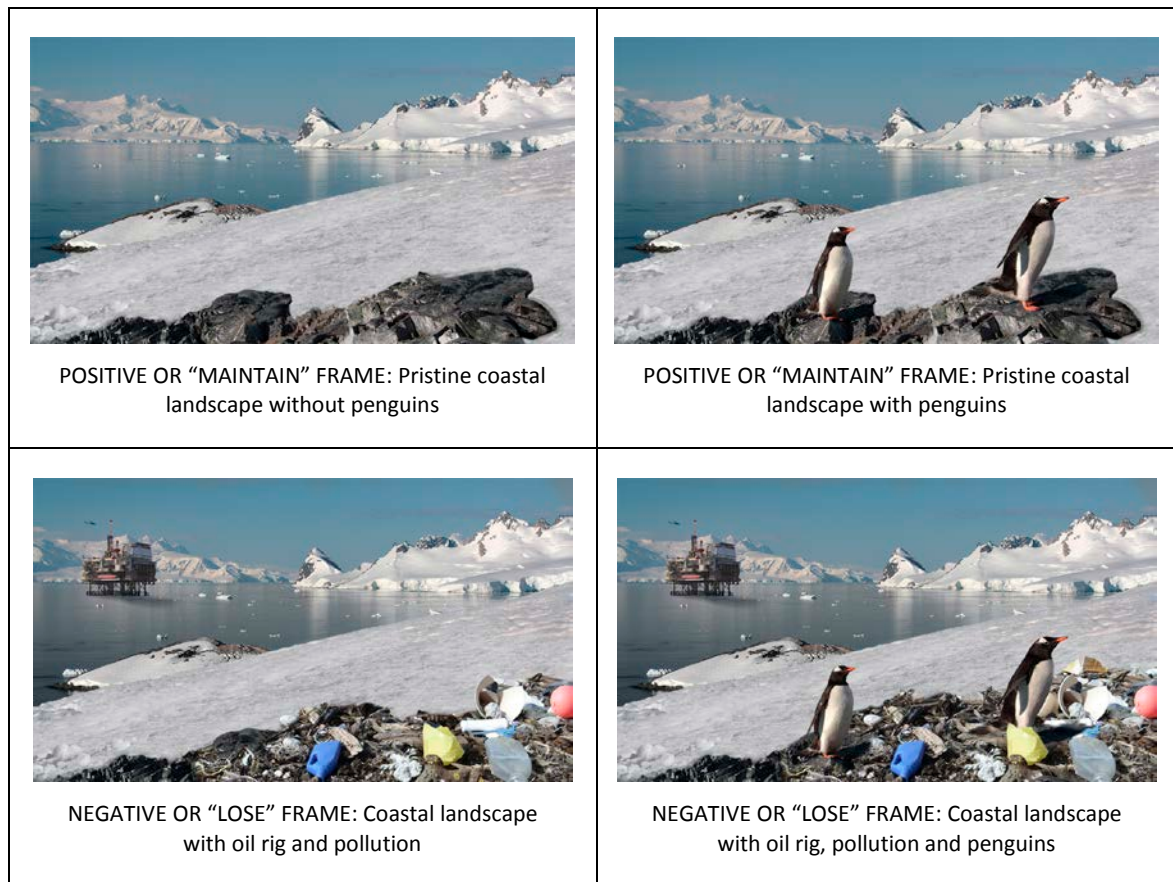 POSITIVE OR “MAINTAIN” FRAME: Pristine coastal
landscape without penguins
POSITIVE OR “MAINTAIN” FRAME: Pristine coastal
landscape with penguins
NEGATIVE OR “LOSE” FRAME: Coastal landscape
with oil rig and pollution
NEGATIVE OR “LOSE” FRAME: Coastal landscape
with oil rig, pollution and penguins